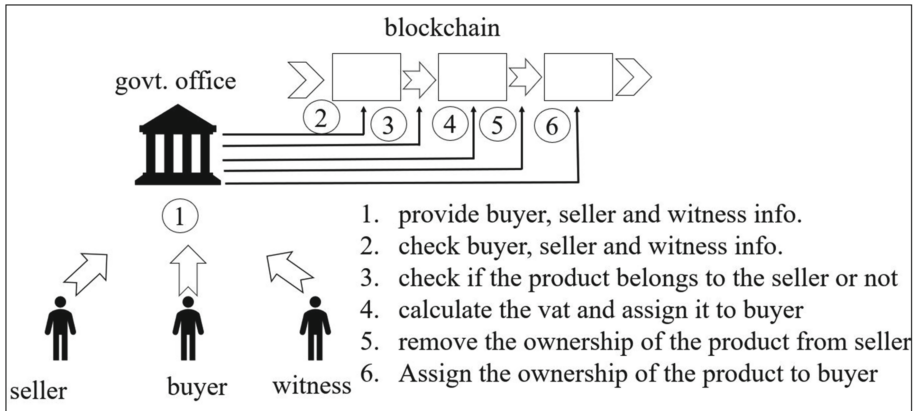 blockchain
govt. office
2
3
4
5
6
1
1. provide buyer, seller and witness info.
2. check buyer, seller and witness info.
3. check if the product belongs to the seller or not
4. calculate the vat and assign it to buyer
5. remove the ownership of the product from seller
6. Assign the ownership of the product to buyer
seller
buyer
witness